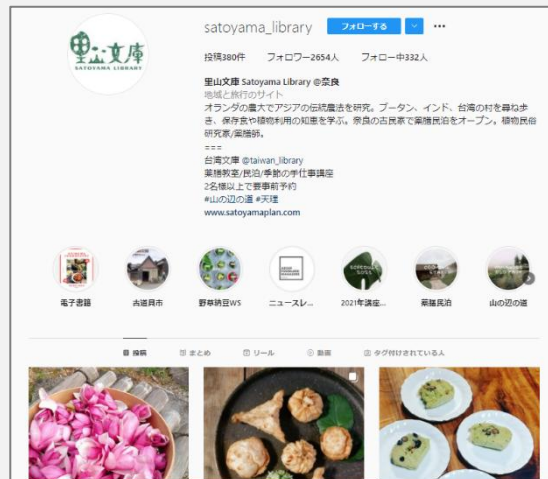 里山文庫
SATOYAMA LIBRARY
satoyama_library フォローする
投稿380件 フォロワー2654人 フォロー中332人
里山文庫 Satoyama Library @奈良
地域と旅行のサイト
オランダの農大でアジアの伝統農法を研究。ブータン、インド、台湾の村を尋ね歩
き、保存食や植物利用の知恵を学ぶ。奈良の古民家で薬膳民泊をオープン。植物民俗
研究家/薬膳師。
===
台湾文庫 @taiwan_library
薬膳教室/民泊/季節の手仕事講座
2名様以上で要事前予約
#山の辺の道 #天理
www.satoyamaplan.com
電子書籍 古道具市 野草納豆WS ニュースレ... 2021年講座... 薬膳民泊 山の辺の道
投稿 まとめ リール 動画 タグ付けされている人